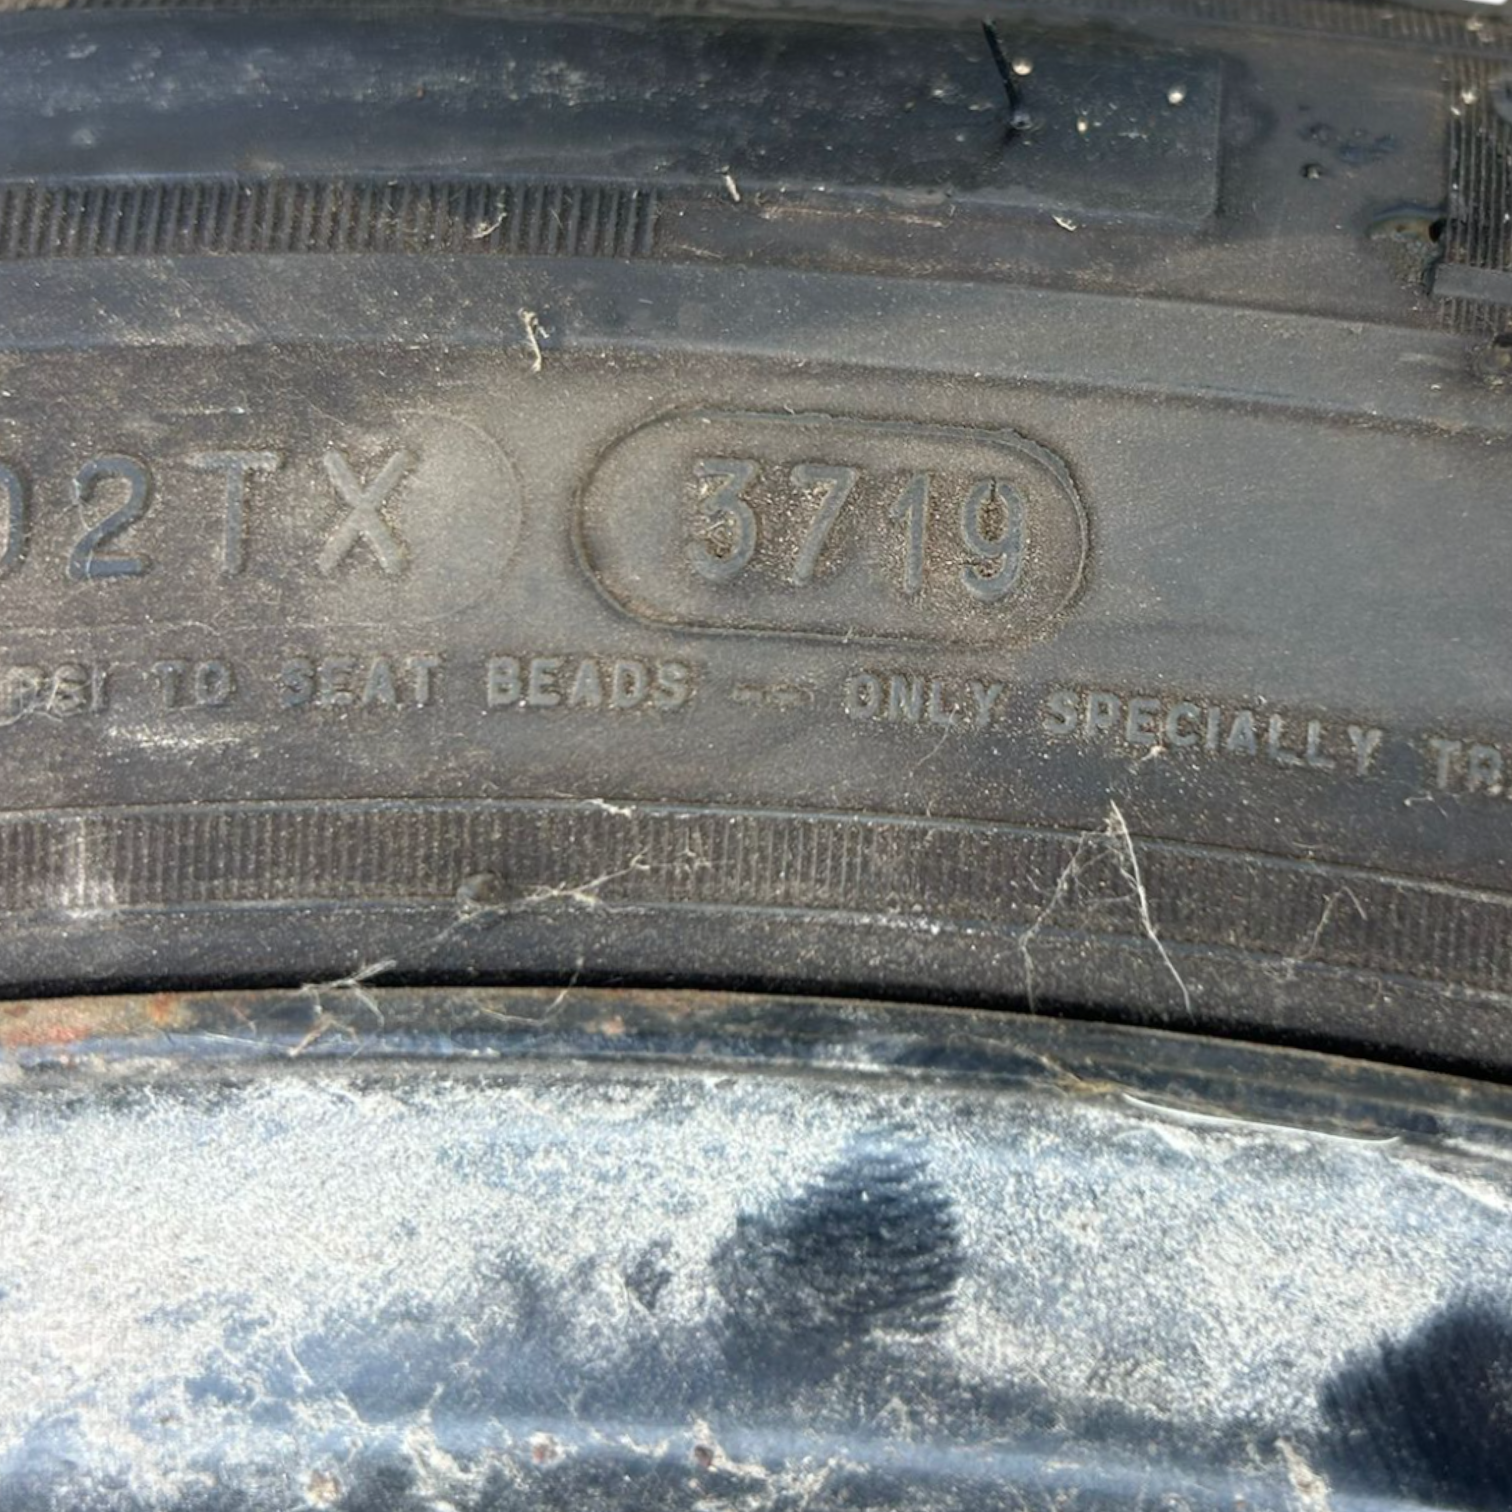 02TX 3719
PSI TO SEAT BEADS -- ONLY SPECIALLY